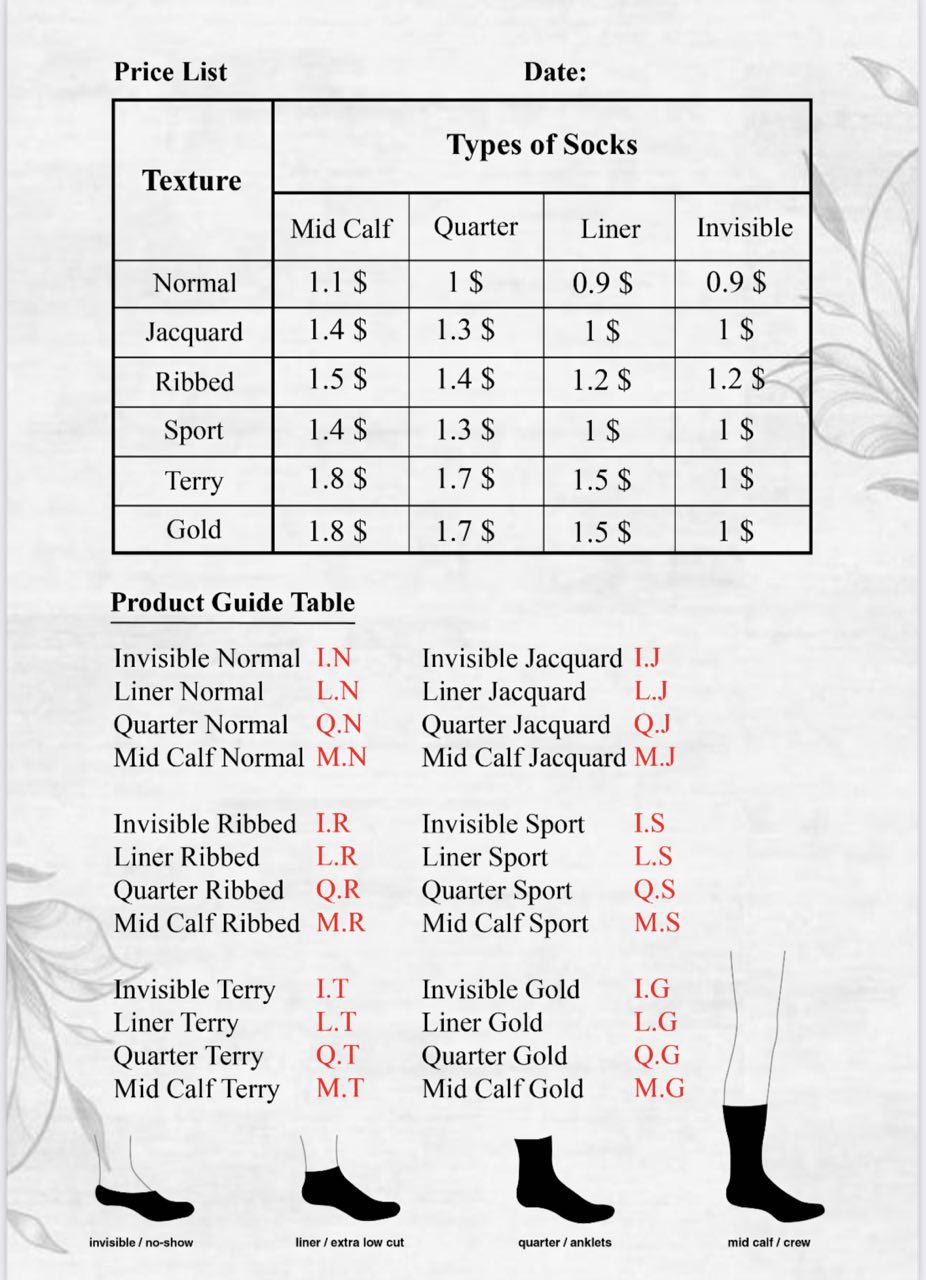 Price List Date:
Texture Types of Socks
Mid Calf Quarter Liner Invisible
Normal 1.1 $ 1 $ 0.9 $ 0.9 $
Jacquard 1.4 $ 1.3 $ 1 $ 1 $
Ribbed 1.5 $ 1.4 $ 1.2 $ 1.2 $
Sport 1.4 $ 1.3 $ 1 $ 1 $
Terry 1.8 $ 1.7 $ 1.5 $ 1 $
Gold 1.8 $ 1.7 $ 1.5 $ 1 $
Product Guide Table
Invisible Normal I.N
Liner Normal L.N
Quarter Normal Q.N
Mid Calf Normal M.N
Invisible Jacquard I.J
Liner Jacquard L.J
Quarter Jacquard Q.J
Mid Calf Jacquard M.J
Invisible Ribbed I.R
Liner Ribbed L.R
Quarter Ribbed Q.R
Mid Calf Ribbed M.R
Invisible Sport I.S
Liner Sport L.S
Quarter Sport Q.S
Mid Calf Sport M.S
Invisible Terry I.T
Liner Terry L.T
Quarter Terry Q.T
Mid Calf Terry M.T
Invisible Gold I.G
Liner Gold L.G
Quarter Gold Q.G
Mid Calf Gold M.G
invisible / no-show
liner / extra low cut
quarter / anklets
mid calf / crew